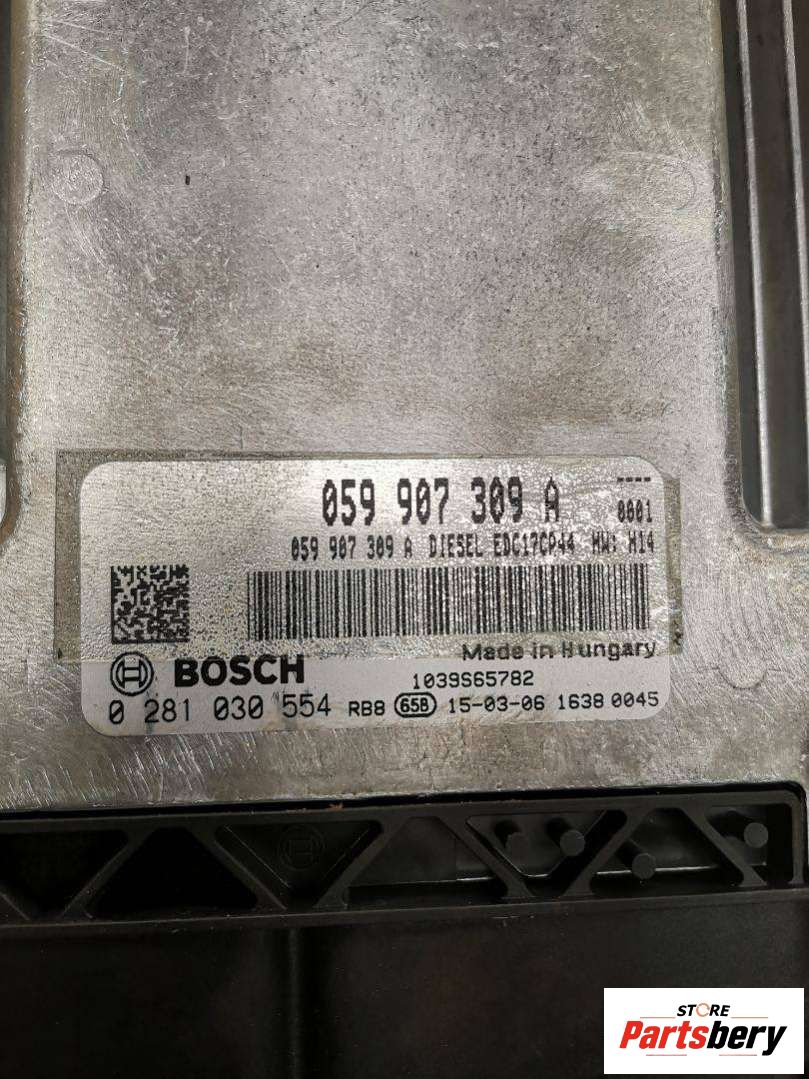 059 907 309 A ----
0001
059 907 309 A DIESEL EDC17CP44 HW: H14
Made in Hungary
BOSCH 1039S65782
0 281 030 554 RB8 65B 15-03-06 1638 0045
STORE
Partsbery